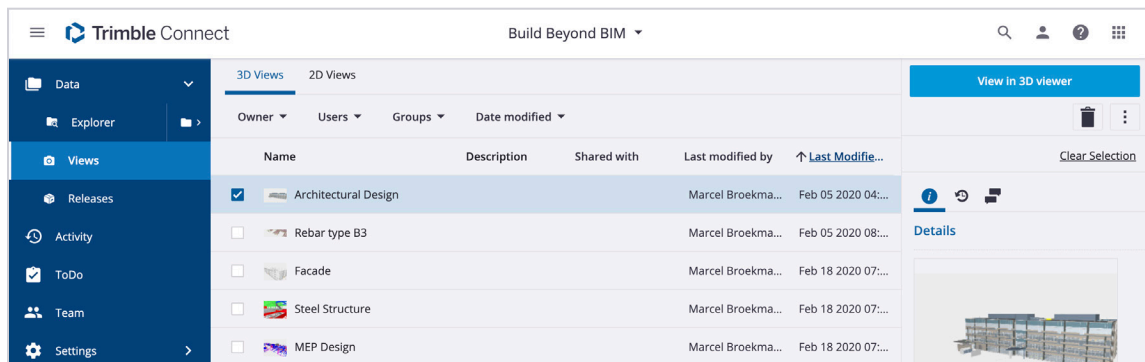 Trimble Connect
Build Beyond BIM
Data
Explorer
Views
Releases
Activity
ToDo
Team
Settings
3D Views 2D Views
Owner Users Groups Date modified
Name Description Shared with Last modified by Last Modifie...
Architectural Design Marcel Broekma... Feb 05 2020 04:...
Rebar type B3 Marcel Broekma... Feb 05 2020 08:...
Facade Marcel Broekma... Feb 18 2020 07:...
Steel Structure Marcel Broekma... Feb 18 2020 07:...
MEP Design Marcel Broekma... Feb 18 2020 07:...
View in 3D viewer
Clear Selection
Details